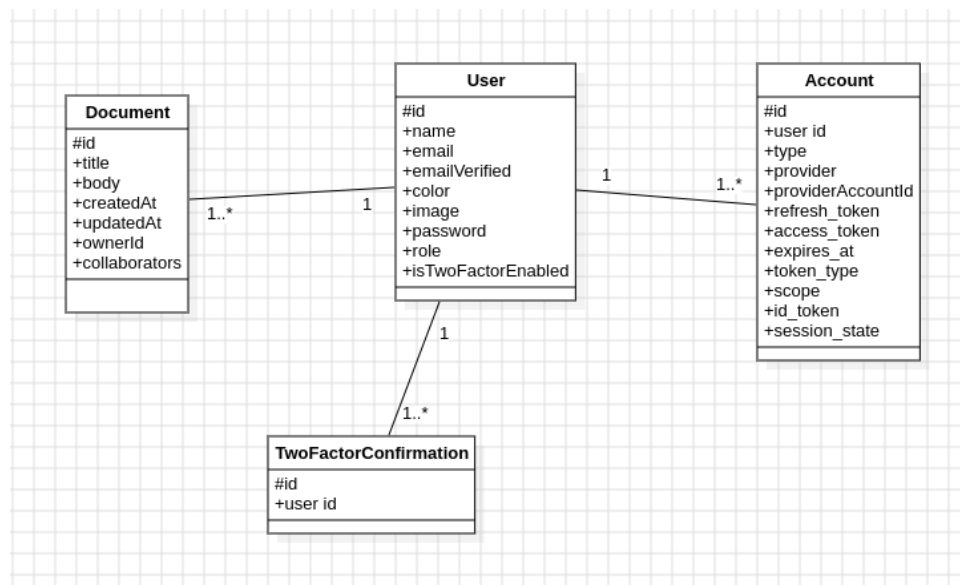 Document
#id
+title
+body
+createdAt
+updatedAt
+ownerId
+collaborators
1..*
1
User
#id
+name
+email
+emailVerified
+color
+image
+password
+role
+isTwoFactorEnabled
1
1..*
Account
#id
+user id
+type
+provider
+providerAccountId
+refresh_token
+access_token
+expires_at
+token_type
+scope
+id_token
+session_state
1
1..*
TwoFactorConfirmation
#id
+user id